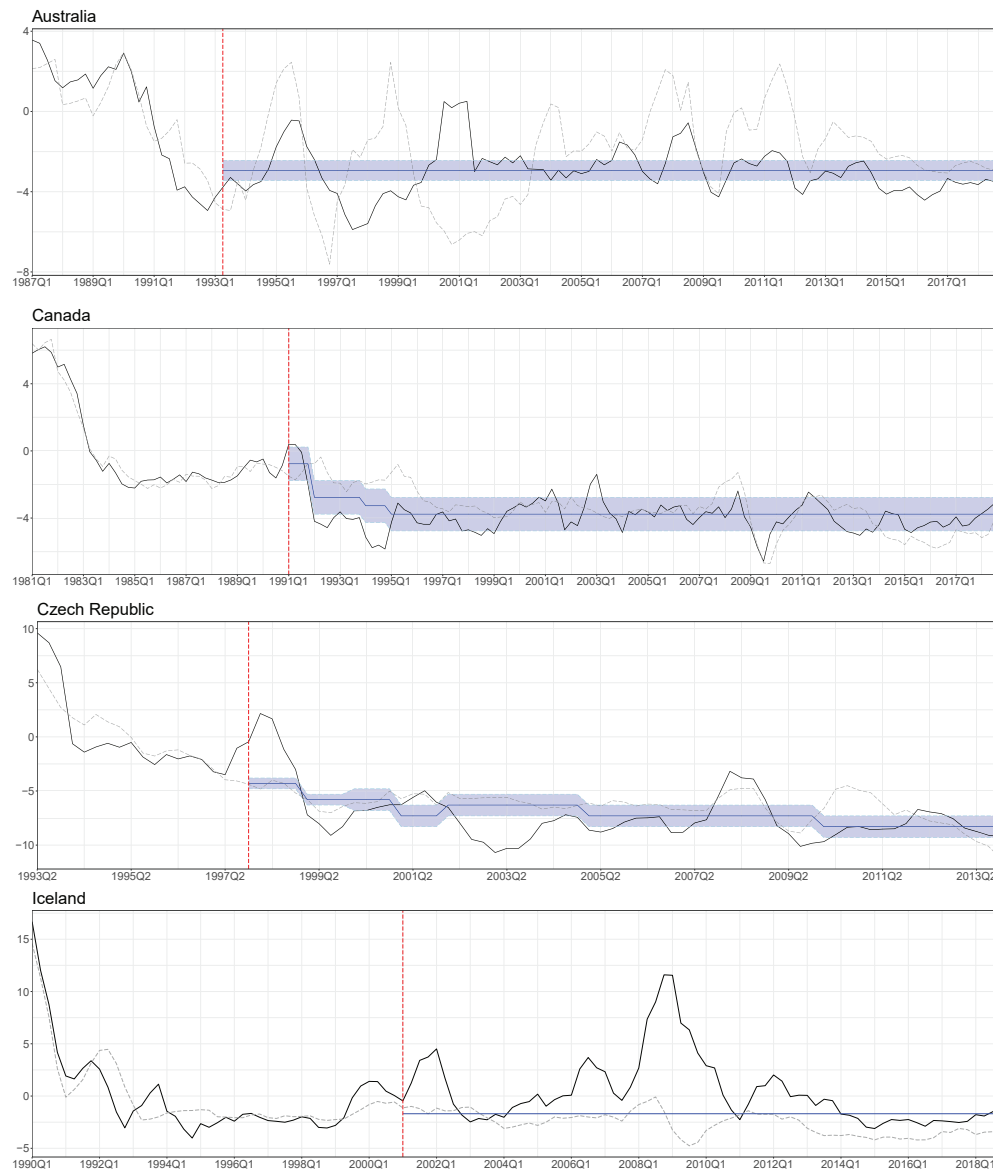 Australia
4
0
−4
−8
1987Q1 1989Q1 1991Q1 1993Q1 1995Q1 1997Q1 1999Q1 2001Q1 2003Q1 2005Q1 2007Q1 2009Q1 2011Q1 2013Q1 2015Q1 2017Q1
Canada
4
0
−4
1981Q1 1983Q1 1985Q1 1987Q1 1989Q1 1991Q1 1993Q1 1995Q1 1997Q1 1999Q1 2001Q1 2003Q1 2005Q1 2007Q1 2009Q1 2011Q1 2013Q1 2015Q1 2017Q1
Czech Republic
10
5
0
−5
−10
1993Q2 1995Q2 1997Q2 1999Q2 2001Q2 2003Q2 2005Q2 2007Q2 2009Q2 2011Q2 2013Q2
Iceland
15
10
5
0
−5
1990Q1 1992Q1 1994Q1 1996Q1 1998Q1 2000Q1 2002Q1 2004Q1 2006Q1 2008Q1 2010Q1 2012Q1 2014Q1 2016Q1 2018Q1